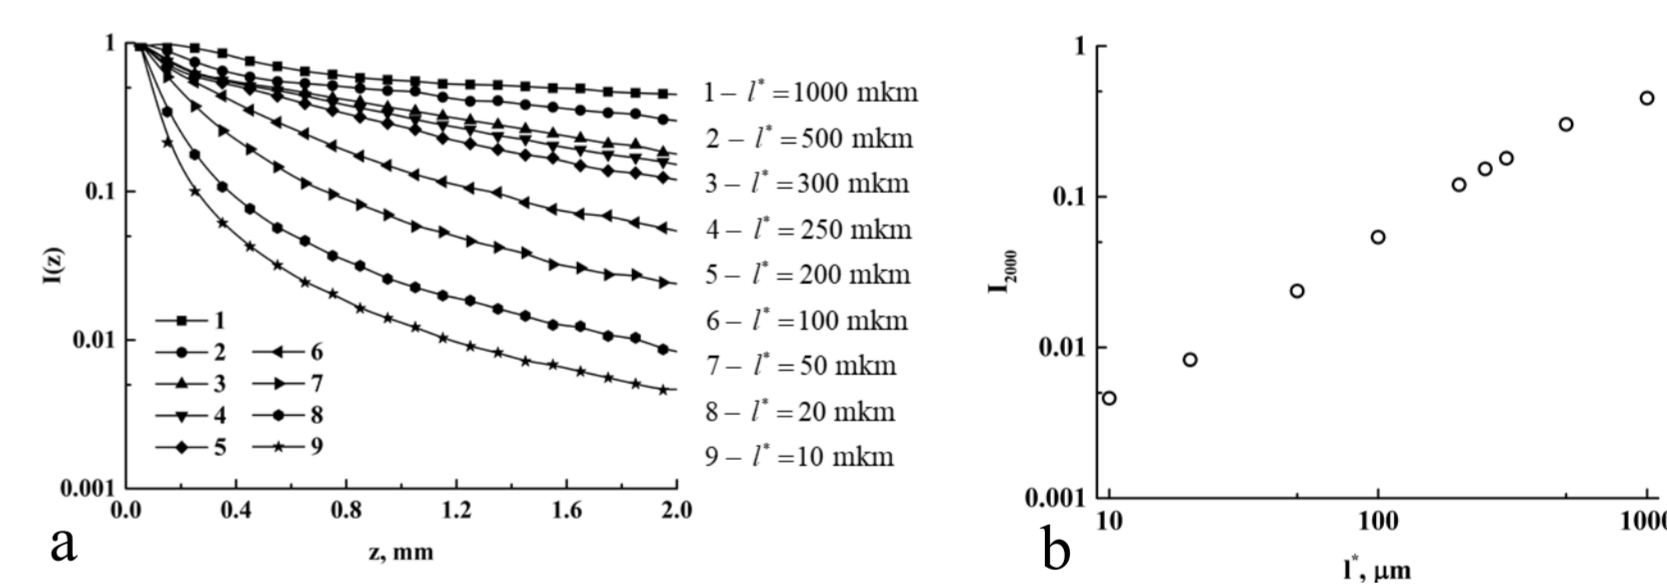 1
0.1
0.01
0.001
I(z)
0.0 0.4 0.8 1.2 1.6 2.0
z, mm
1
2
3
4
5
6
7
8
9
1 – l* = 1000 mkm
2 – l* = 500 mkm
3 – l* = 300 mkm
4 – l* = 250 mkm
5 – l* = 200 mkm
6 – l* = 100 mkm
7 – l* = 50 mkm
8 – l* = 20 mkm
9 – l* =10 mkm
a
1
0.1
0.01
0.001
I2000
10 100 1000
l*, μm
b